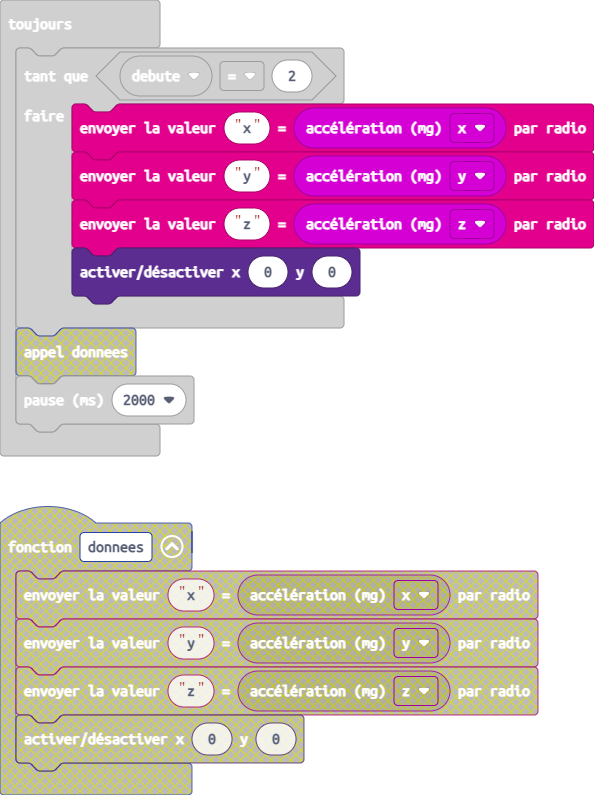 toujours
tant que debute = 2
faire
envoyer la valeur "x" = accélération (mg) x par radio
envoyer la valeur "y" = accélération (mg) y par radio
envoyer la valeur "z" = accélération (mg) z par radio
activer/désactiver x 0 y 0
appel donnees
pause (ms) 2000
fonction donnees
envoyer la valeur "x" = accélération (mg) x par radio
envoyer la valeur "y" = accélération (mg) y par radio
envoyer la valeur "z" = accélération (mg) z par radio
activer/désactiver x 0 y 0